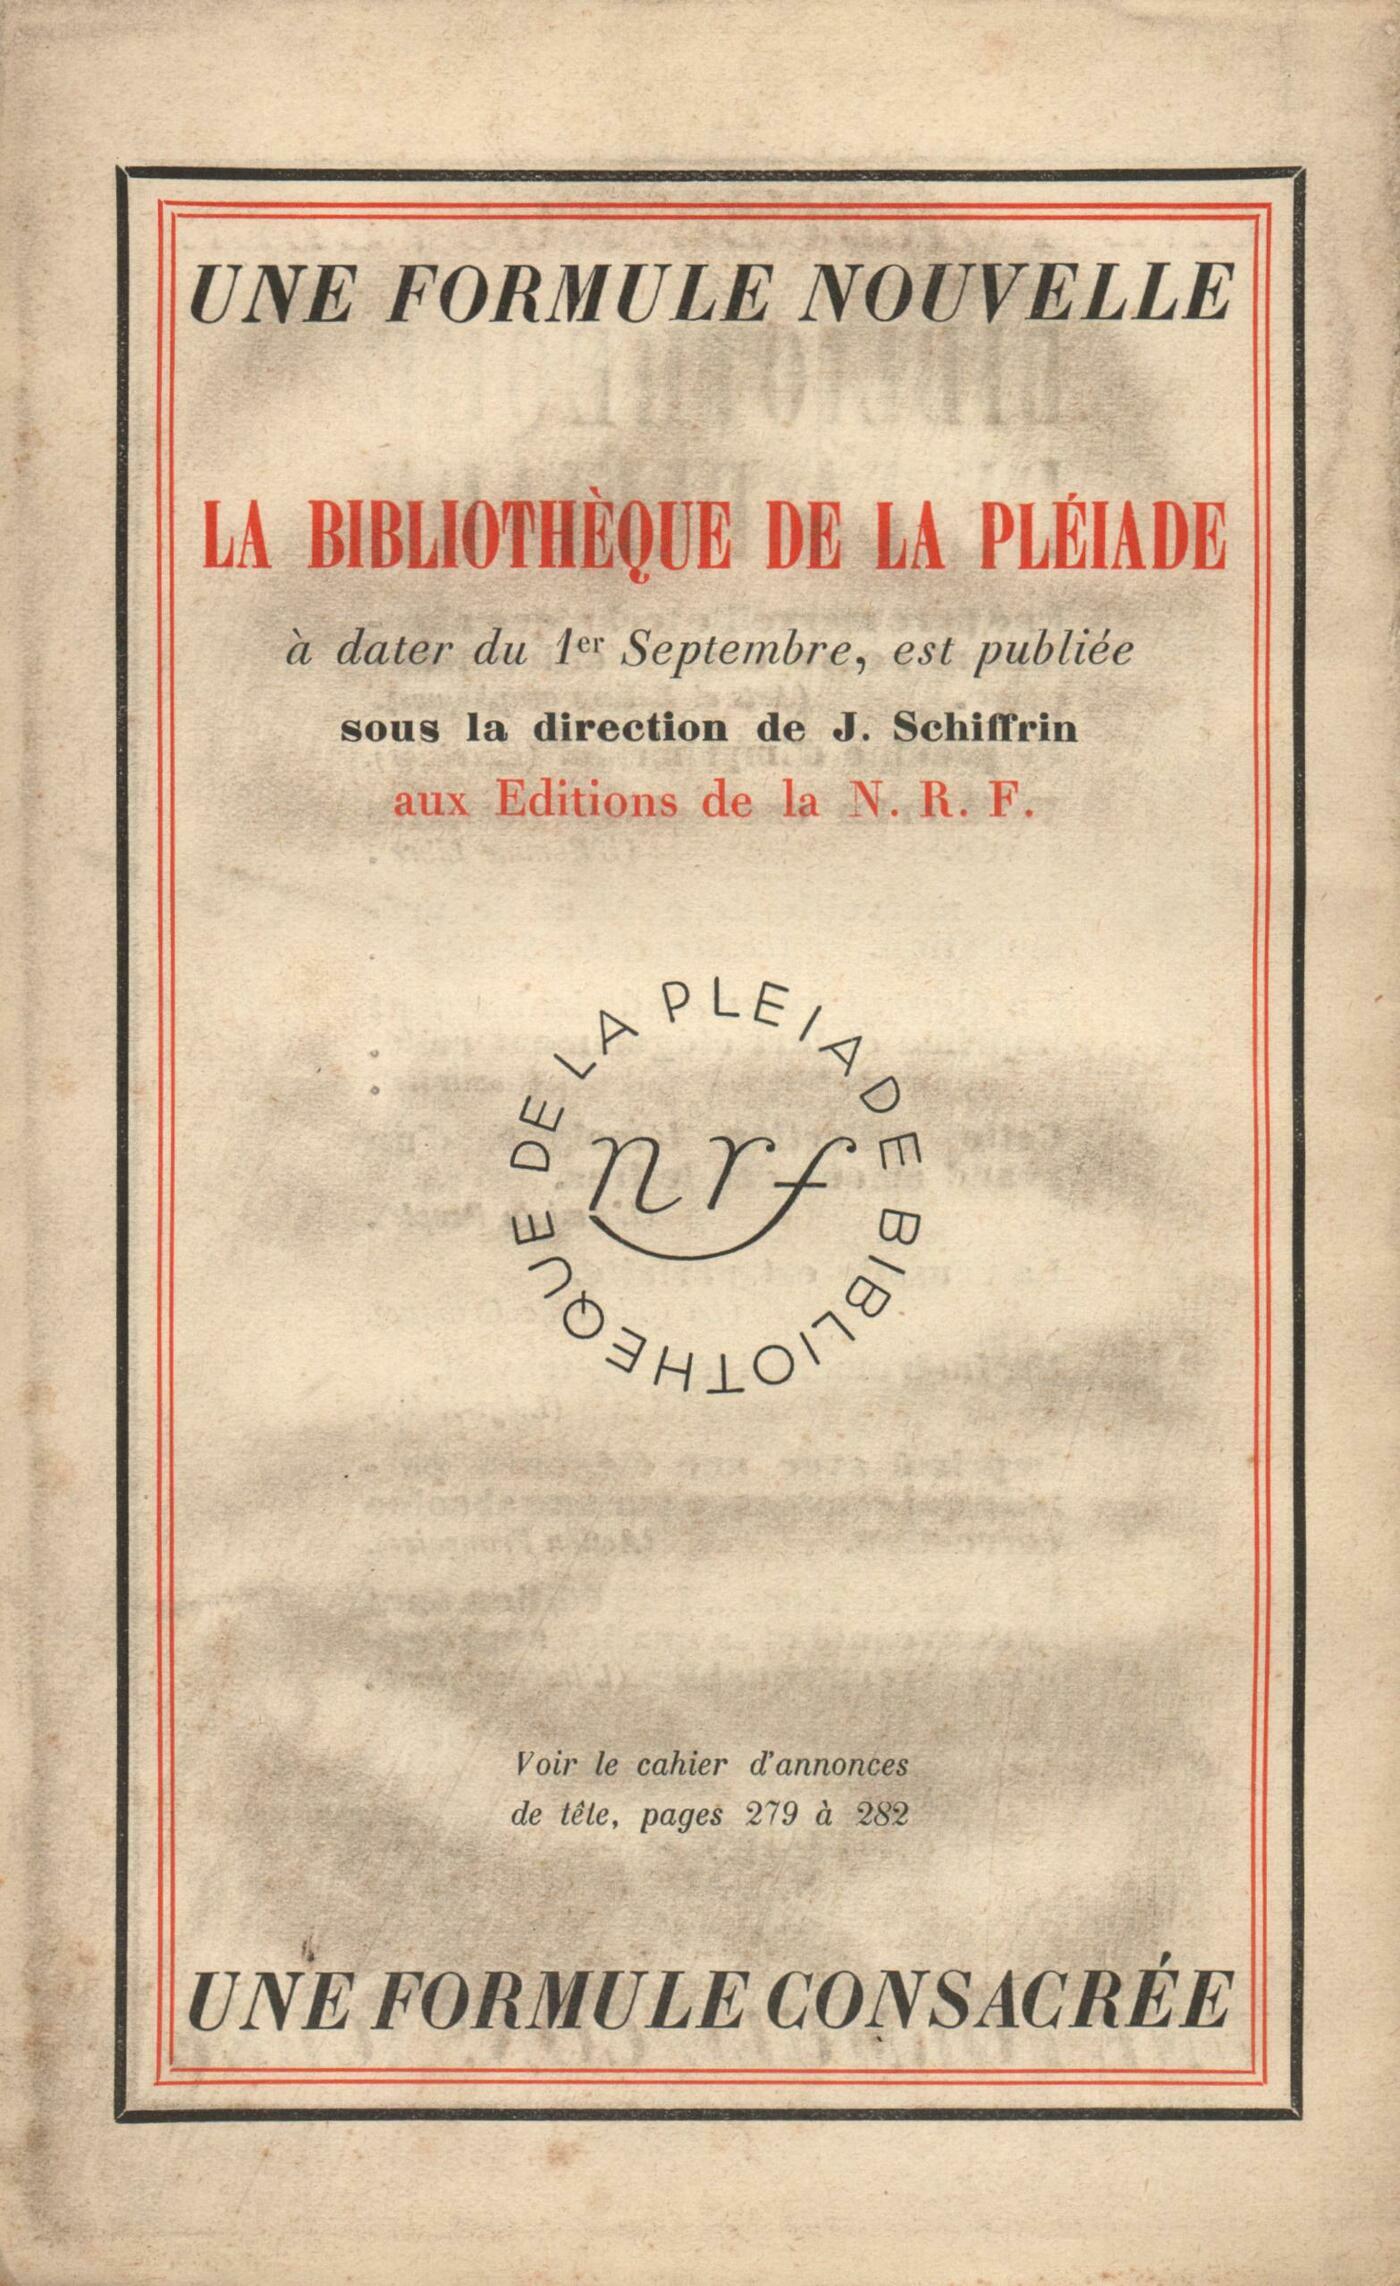 UNE FORMULE NOUVELLE
LA BIBLIOTHÈQUE DE LA PLÉIADE
à dater du 1er Septembre, est publiée
sous la direction de J. Schiffrin
aux Editions de la N. R. F.
BIBLIOTHEQUE DE LA PLEIADE
nrf
Voir le cahier d'annonces
de tête, pages 279 à 282
UNE FORMULE CONSACRÉE